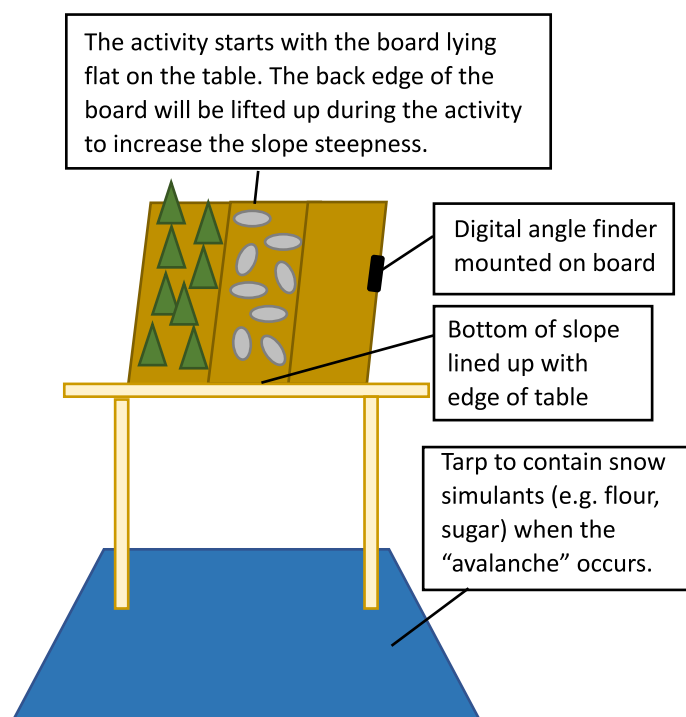 The activity starts with the board lying
flat on the table. The back edge of the
board will be lifted up during the activity
to increase the slope steepness.
Digital angle finder
mounted on board
Bottom of slope
lined up with
edge of table
Tarp to contain snow
simulants (e.g. flour,
sugar) when the
“avalanche” occurs.